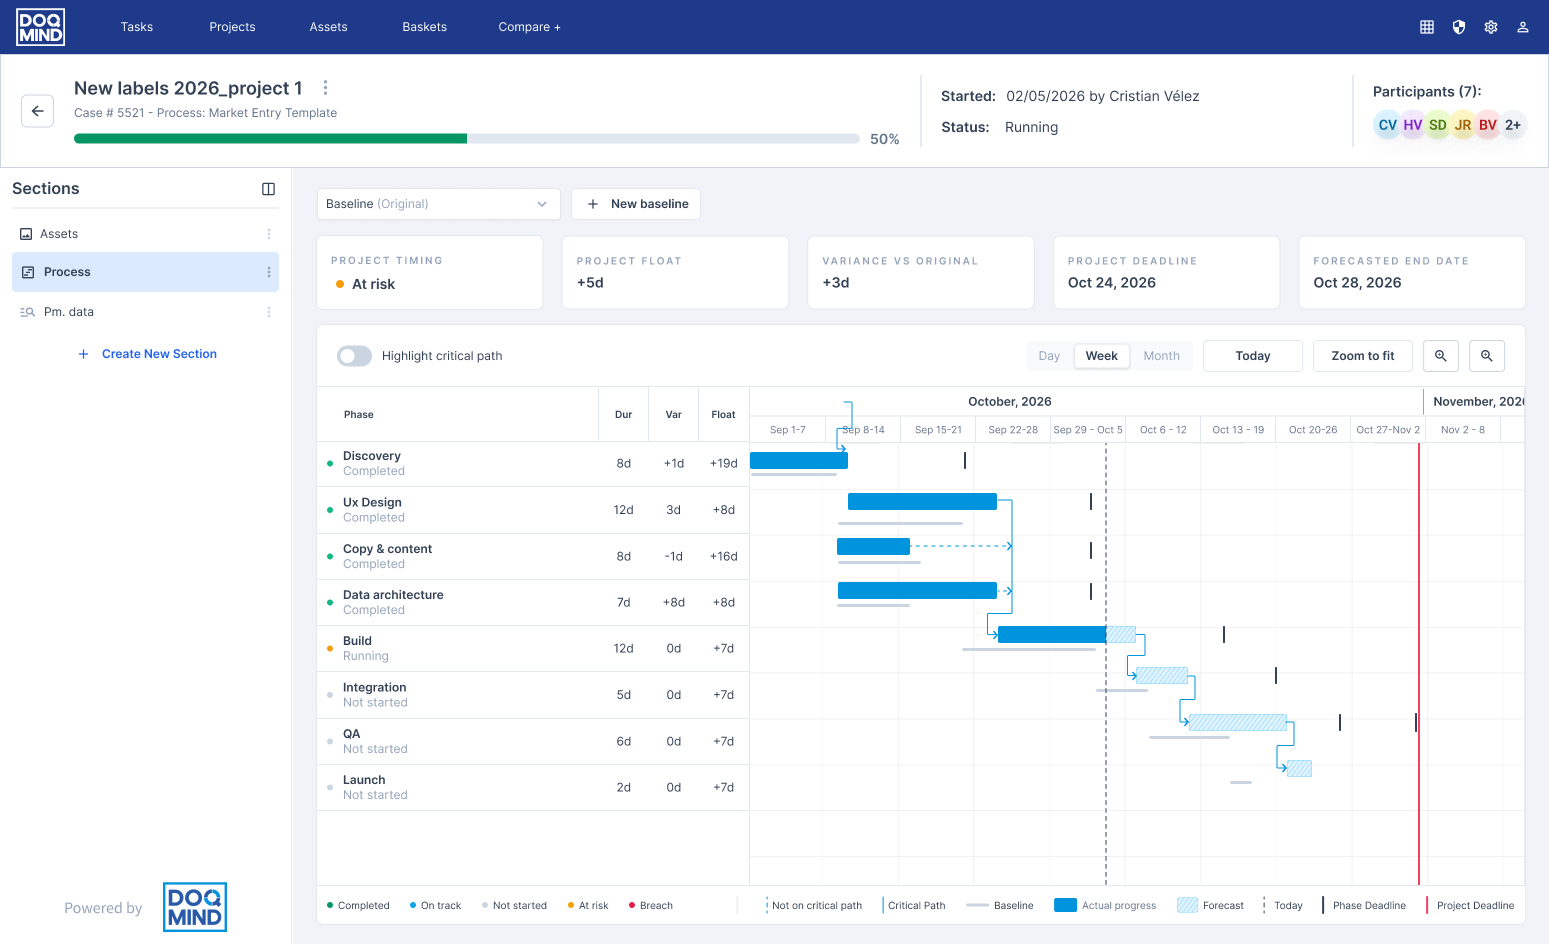 DOQ MIND
Tasks Projects Assets Baskets Compare +
New labels 2026_project 1
Case # 5521 - Process: Market Entry Template
50%
Started: 02/05/2026 by Cristian Vélez
Status: Running
Participants (7):
CV HV SD JR BV 2+
Sections
Assets
Process
Pm. data
+ Create New Section
Powered by DOQ MIND
Baseline (Original)
+ New baseline
PROJECT TIMING
At risk
PROJECT FLOAT
+5d
VARIANCE VS ORIGINAL
+3d
PROJECT DEADLINE
Oct 24, 2026
FORECASTED END DATE
Oct 28, 2026
Highlight critical path
Day Week Month Today Zoom to fit
Phase Dur Var Float
October, 2026 November, 202
Sep 1-7 Sep 8-14 Sep 15-21 Sep 22-28 Sep 29 - Oct 5 Oct 6 - 12 Oct 13 - 19 Oct 20-26 Oct 27-Nov 2 Nov 2 - 8
Discovery 8d +1d +19d
Completed
Ux Design 12d 3d +8d
Completed
Copy & content 8d -1d +16d
Completed
Data architecture 7d +8d +8d
Completed
Build 12d 0d +7d
Running
Integration 5d 0d +7d
Not started
QA 6d 0d +7d
Not started
Launch 2d 0d +7d
Not started
Completed On track Not started At risk Breach Not on critical path Critical Path Baseline Actual progress Forecast Today Phase Deadline Project Deadline